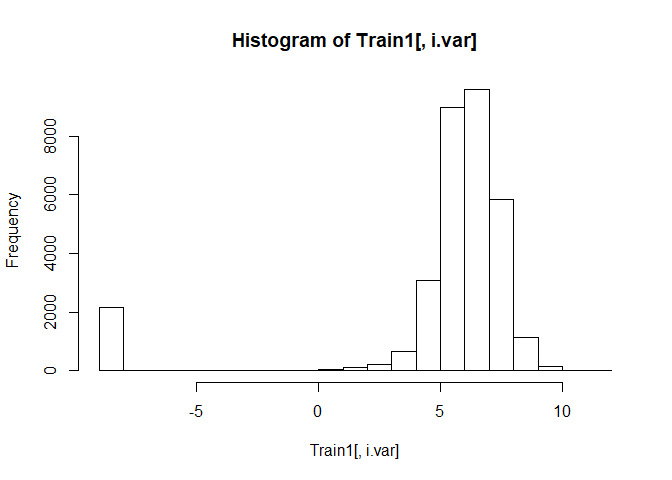 Histogram of Train1[, i.var]
Frequency
8000
6000
4000
2000
0
-5 0 5 10
Train1[, i.var]